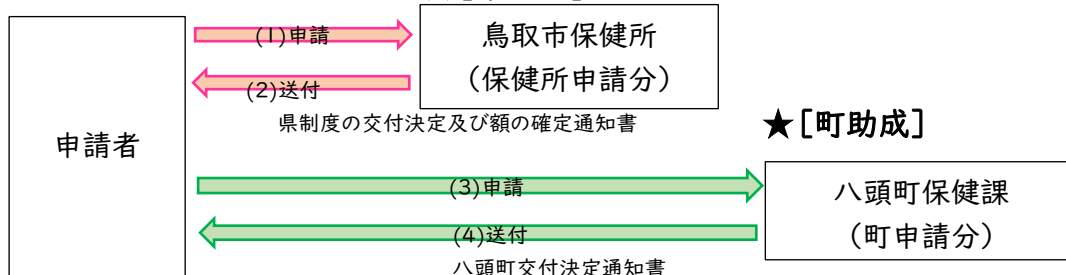 (1)申請
鳥取市保健所
(保健所申請分)
(2)送付
県制度の交付決定及び額の確定通知書
★[町助成]
申請者
(3)申請
八頭町保健課
(町申請分)
(4)送付
八頭町交付決定通知書